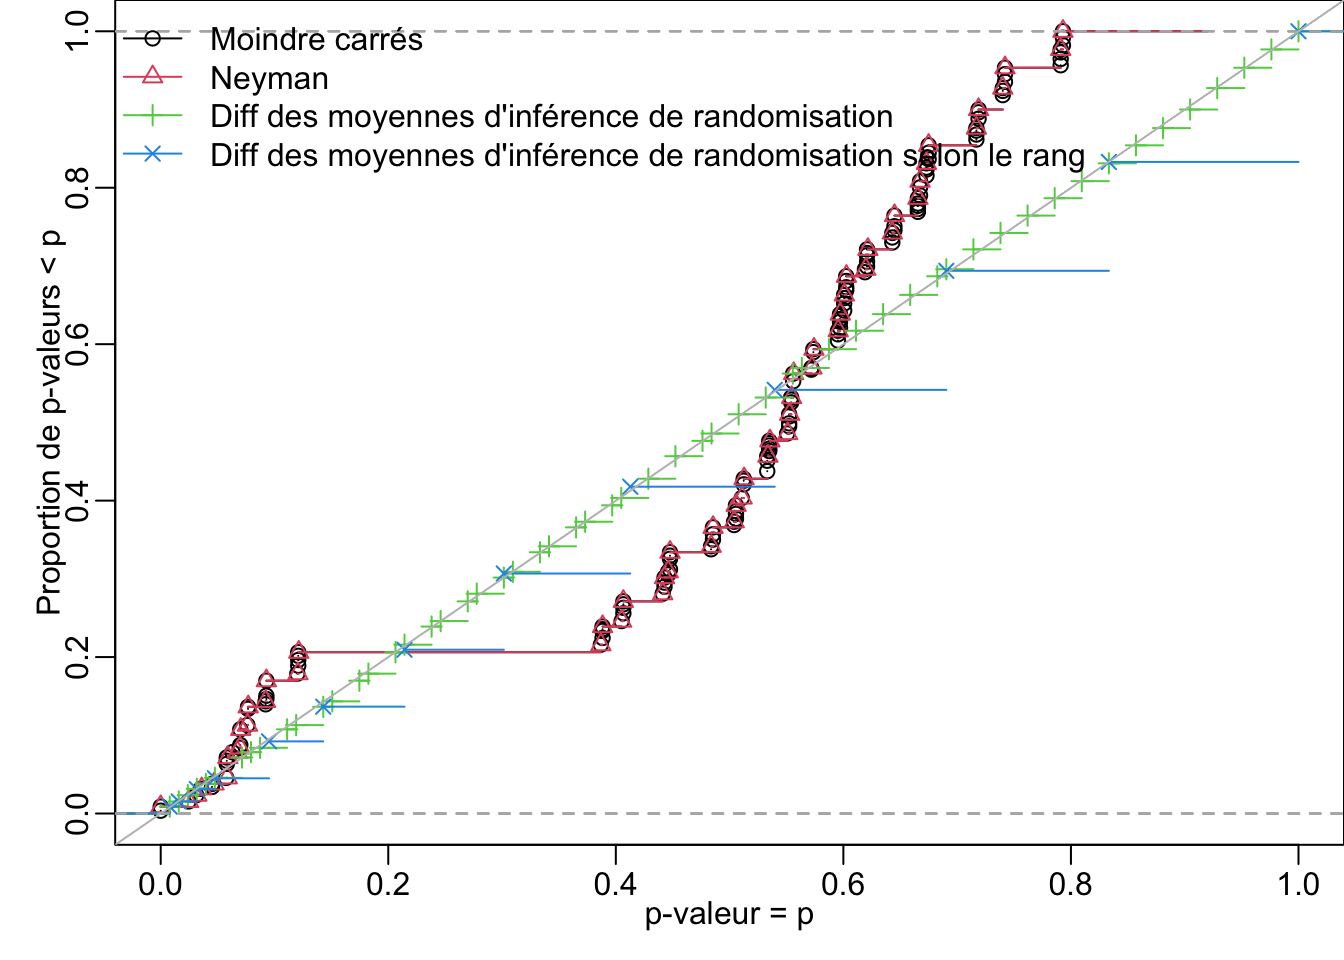 Moindre carrés
Neyman
Diff des moyennes d'inférence de randomisation
Diff des moyennes d'inférence de randomisation selon le rang
Proportion de p-valeurs < p
1.0
0.8
0.6
0.4
0.2
0.0
0.0 0.2 0.4 0.6 0.8 1.0
p-valeur = p